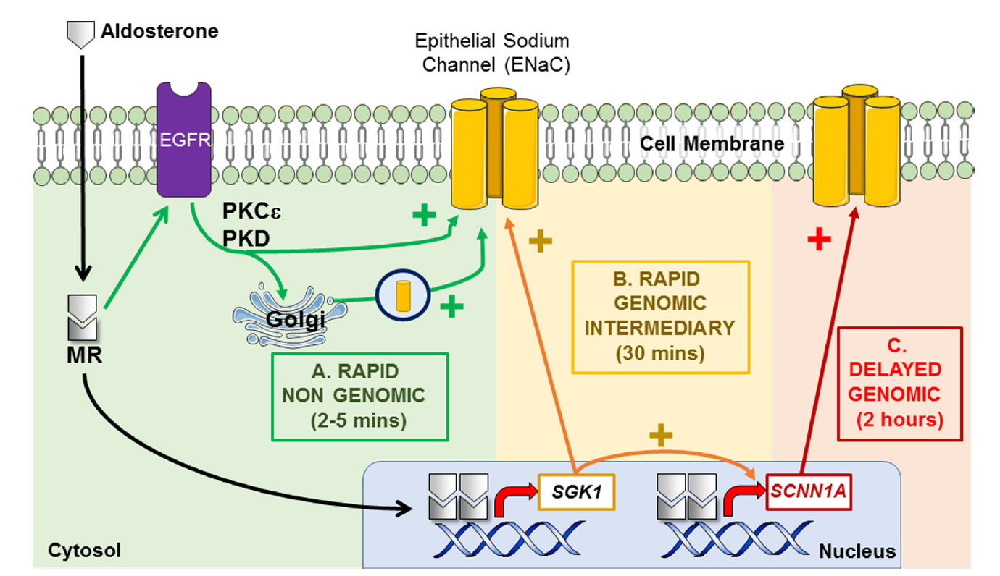 Aldosterone
Epithelial Sodium
Channel (ENaC)
EGFR
Cell Membrane
PKCε
PKD
+
+
+
+
Golgi
MR
A. RAPID
NON GENOMIC
(2-5 mins)
B. RAPID
GENOMIC
INTERMEDIARY
(30 mins)
C.
DELAYED
GENOMIC
(2 hours)
+
SGK1
SCNN1A
Cytosol
Nucleus